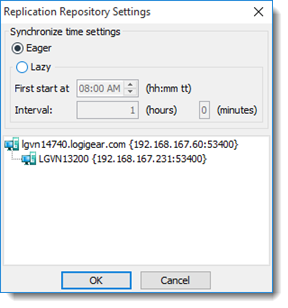 Replication Repository Settings
Synchronize time settings
Eager
Lazy
First start at 08:00 AM (hh:mm tt)
Interval: 1 (hours) 0 (minutes)
lgvn14740.logigear.com {192.168.167.60:53400}
LGVN13200 {192.168.167.231:53400}
OK Cancel